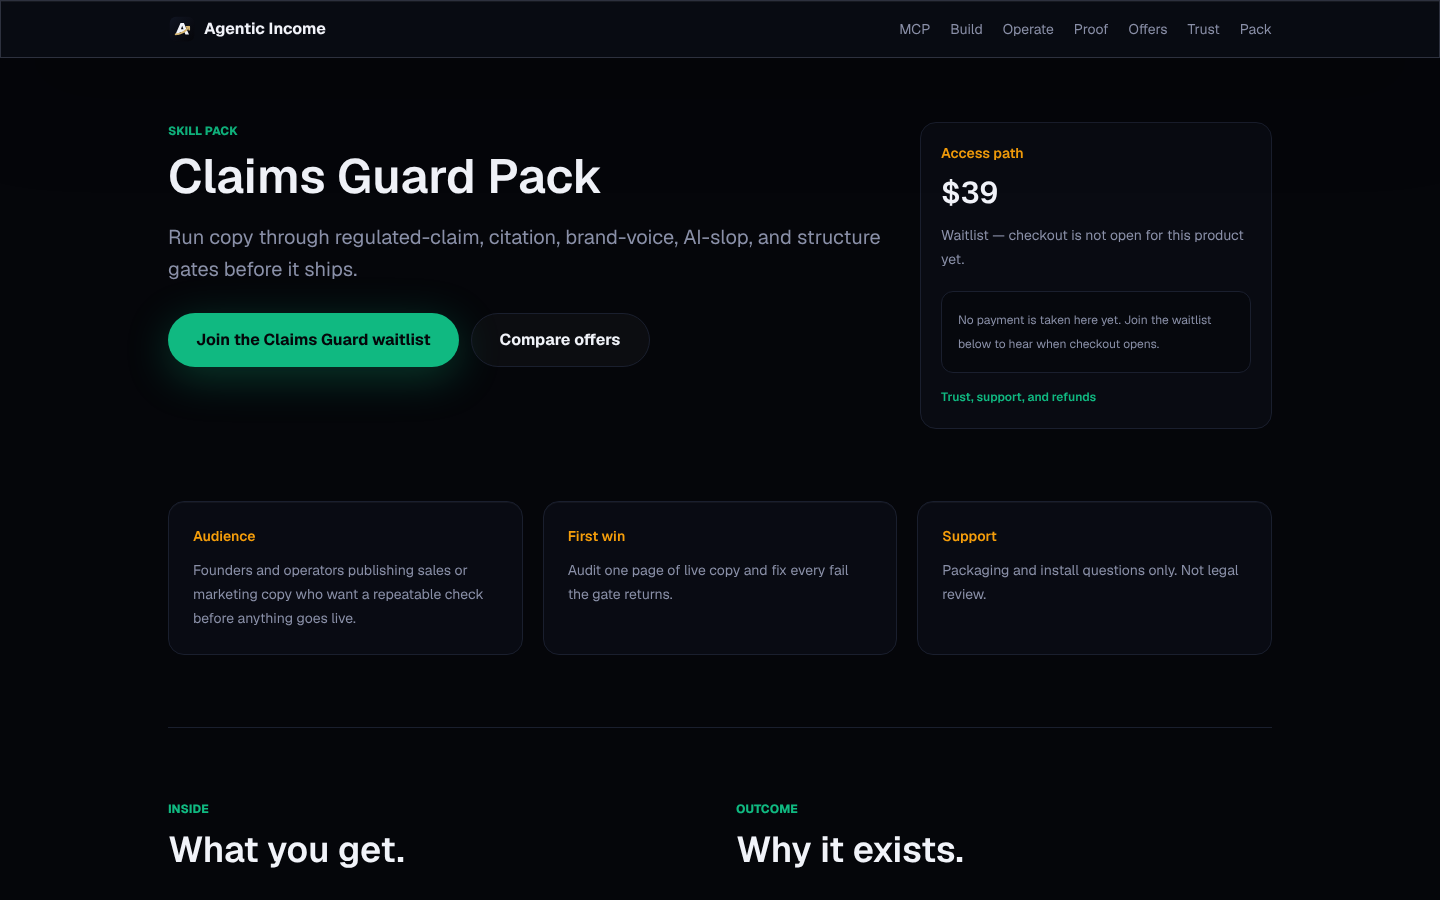 Agentic Income
MCP Build Operate Proof Offers Trust Pack
SKILL PACK
Claims Guard Pack
Run copy through regulated-claim, citation, brand-voice, AI-slop, and structure
gates before it ships.
Join the Claims Guard waitlist
Compare offers
Access path
$39
Waitlist — checkout is not open for this product
yet.
No payment is taken here yet. Join the waitlist
below to hear when checkout opens.
Trust, support, and refunds
Audience
Founders and operators publishing sales or
marketing copy who want a repeatable check
before anything goes live.
First win
Audit one page of live copy and fix every fail
the gate returns.
Support
Packaging and install questions only. Not legal
review.
INSIDE
What you get.
OUTCOME
Why it exists.